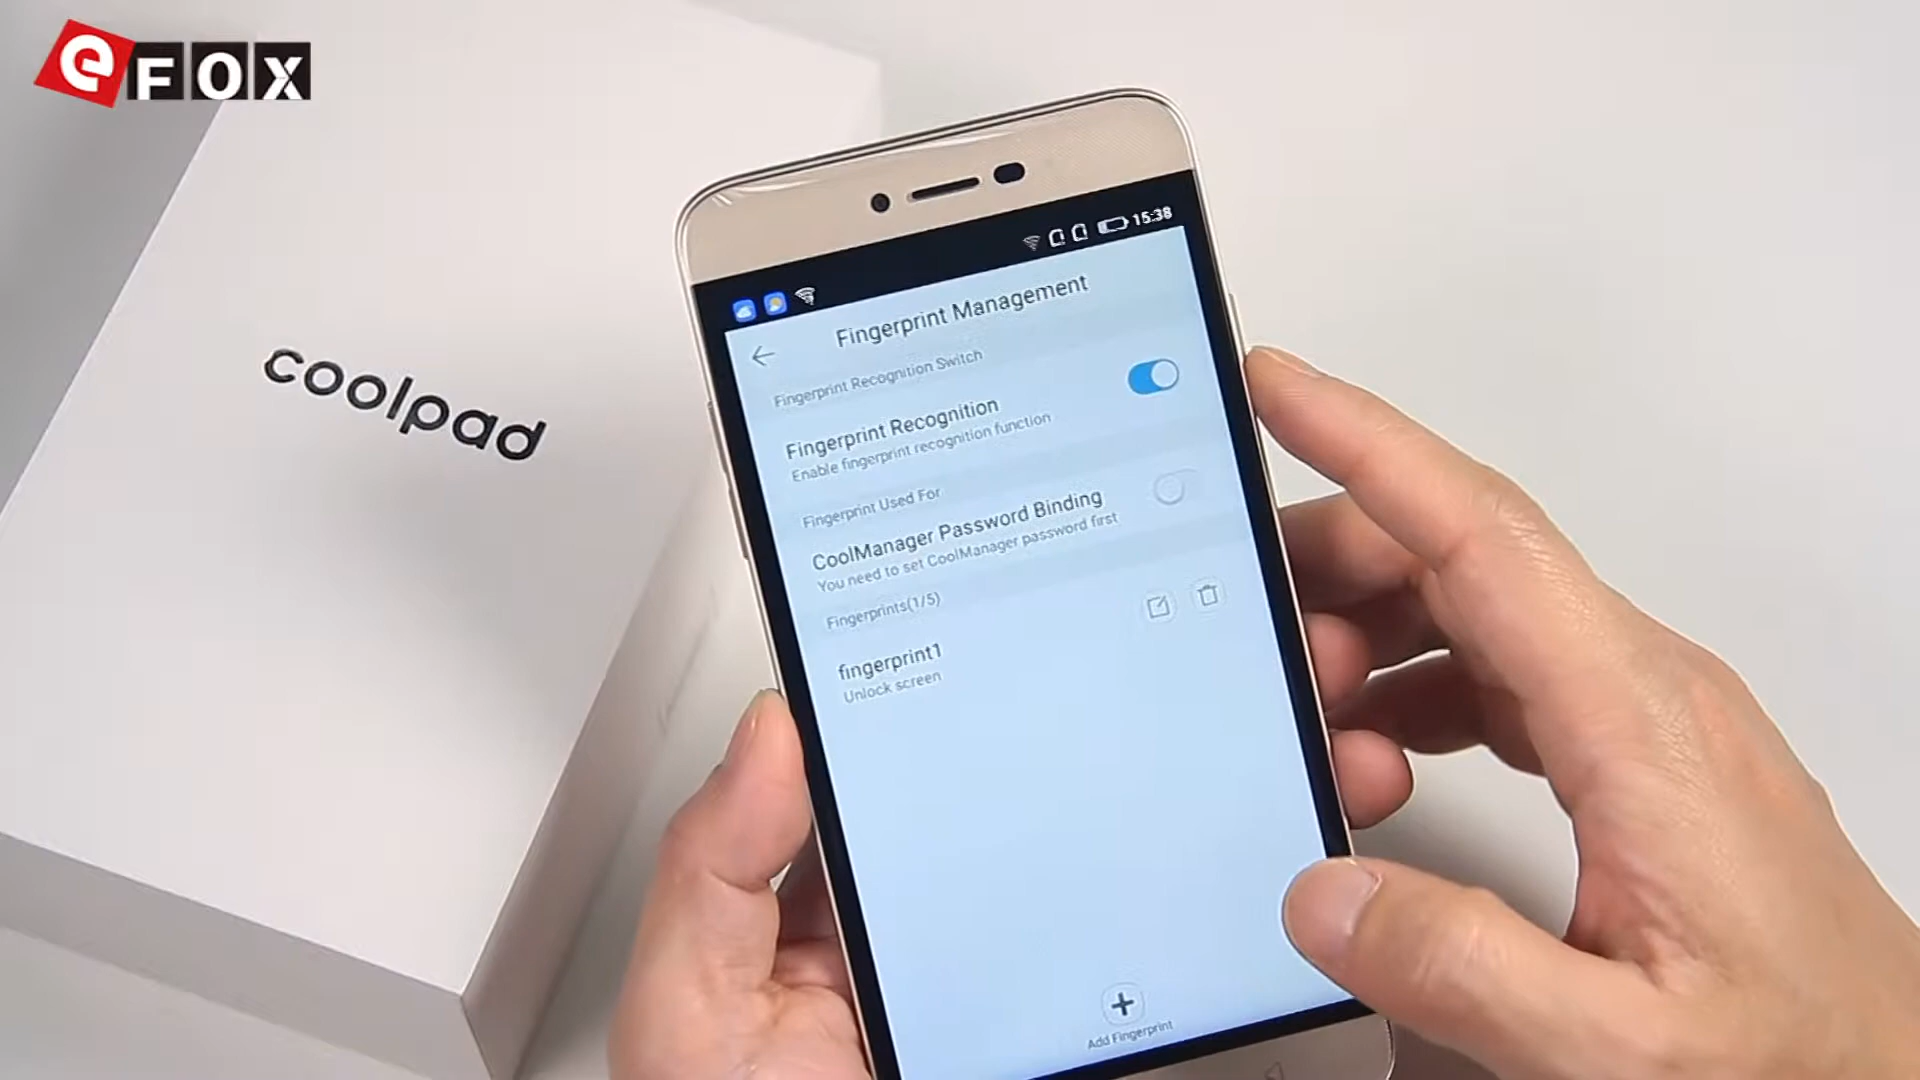 eFOX
coolpad
15:38
Fingerprint Management
Fingerprint Recognition Switch
Fingerprint Recognition
Enable fingerprint recognition function
Fingerprint Used For
CoolManager Password Binding
You need to set CoolManager password first
Fingerprints(1/5)
fingerprint1
Unlock screen
Add Fingerprint